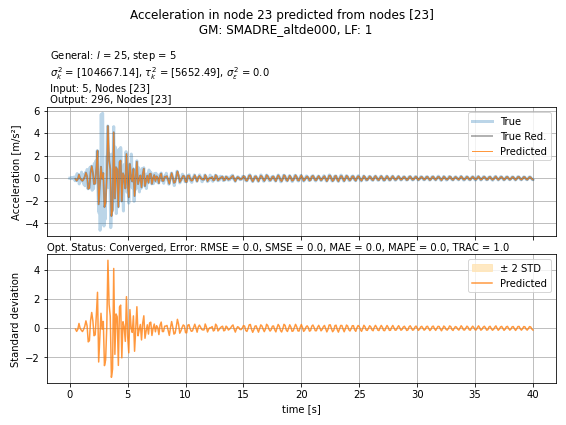 Acceleration in node 23 predicted from nodes [23]
GM: SMADRE_altde000, LF: 1
General: l = 25, step = 5
σ²ₖ = [104667.14], τ²ₖ = [5652.49], σ²ₑ = 0.0
Input: 5, Nodes [23]
Output: 296, Nodes [23]
Acceleration [m/s²]
6
4
2
0
−2
−4
True
True Red.
Predicted
Opt. Status: Converged, Error: RMSE = 0.0, SMSE = 0.0, MAE = 0.0, MAPE = 0.0, TRAC = 1.0
Standard deviation
4
2
0
−2
± 2 STD
Predicted
0 5 10 15 20 25 30 35 40
time [s]